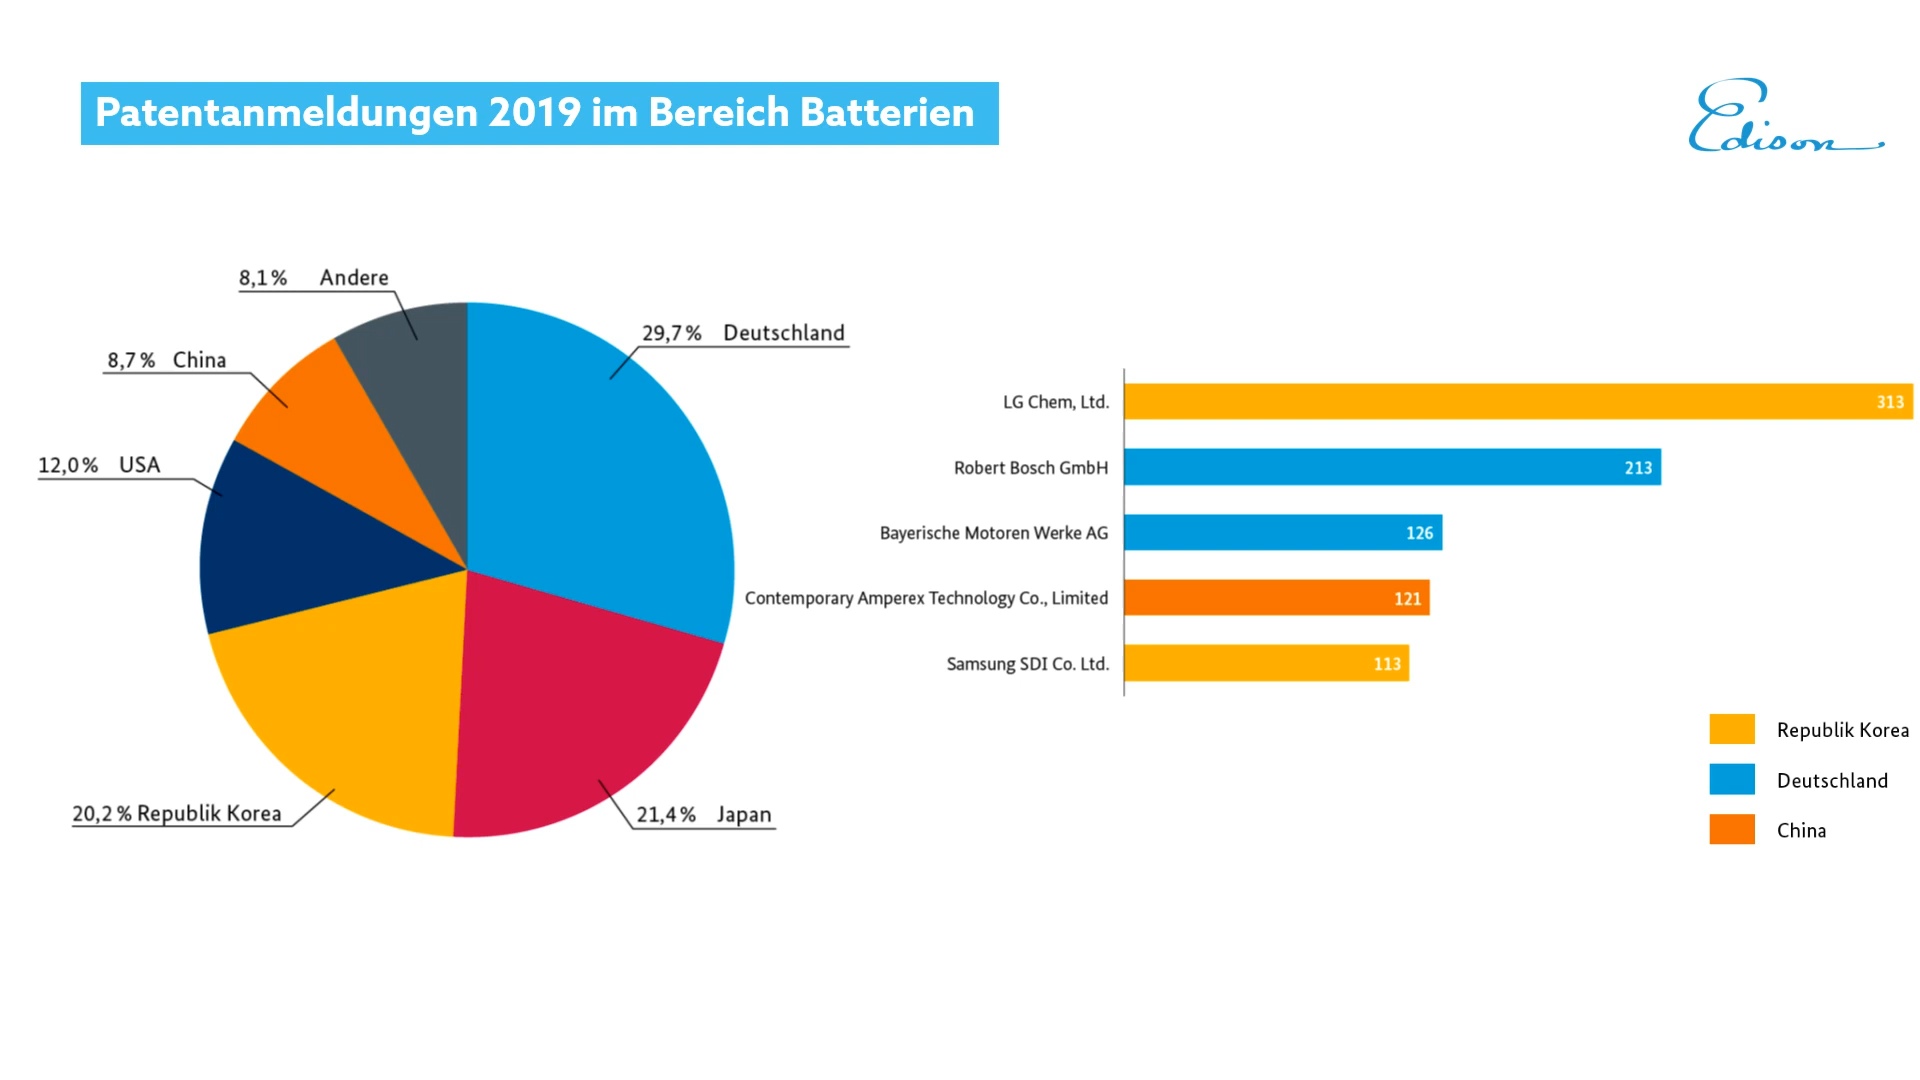 Patentanmeldungen 2019 im Bereich Batterien
Edison
8,1 % Andere
29,7 % Deutschland
8,7 % China
12,0 % USA
20,2 % Republik Korea
21,4 % Japan
LG Chem, Ltd. 313
Robert Bosch GmbH 213
Bayerische Motoren Werke AG 126
Contemporary Amperex Technology Co., Limited 121
Samsung SDI Co. Ltd. 113
Republik Korea
Deutschland
China